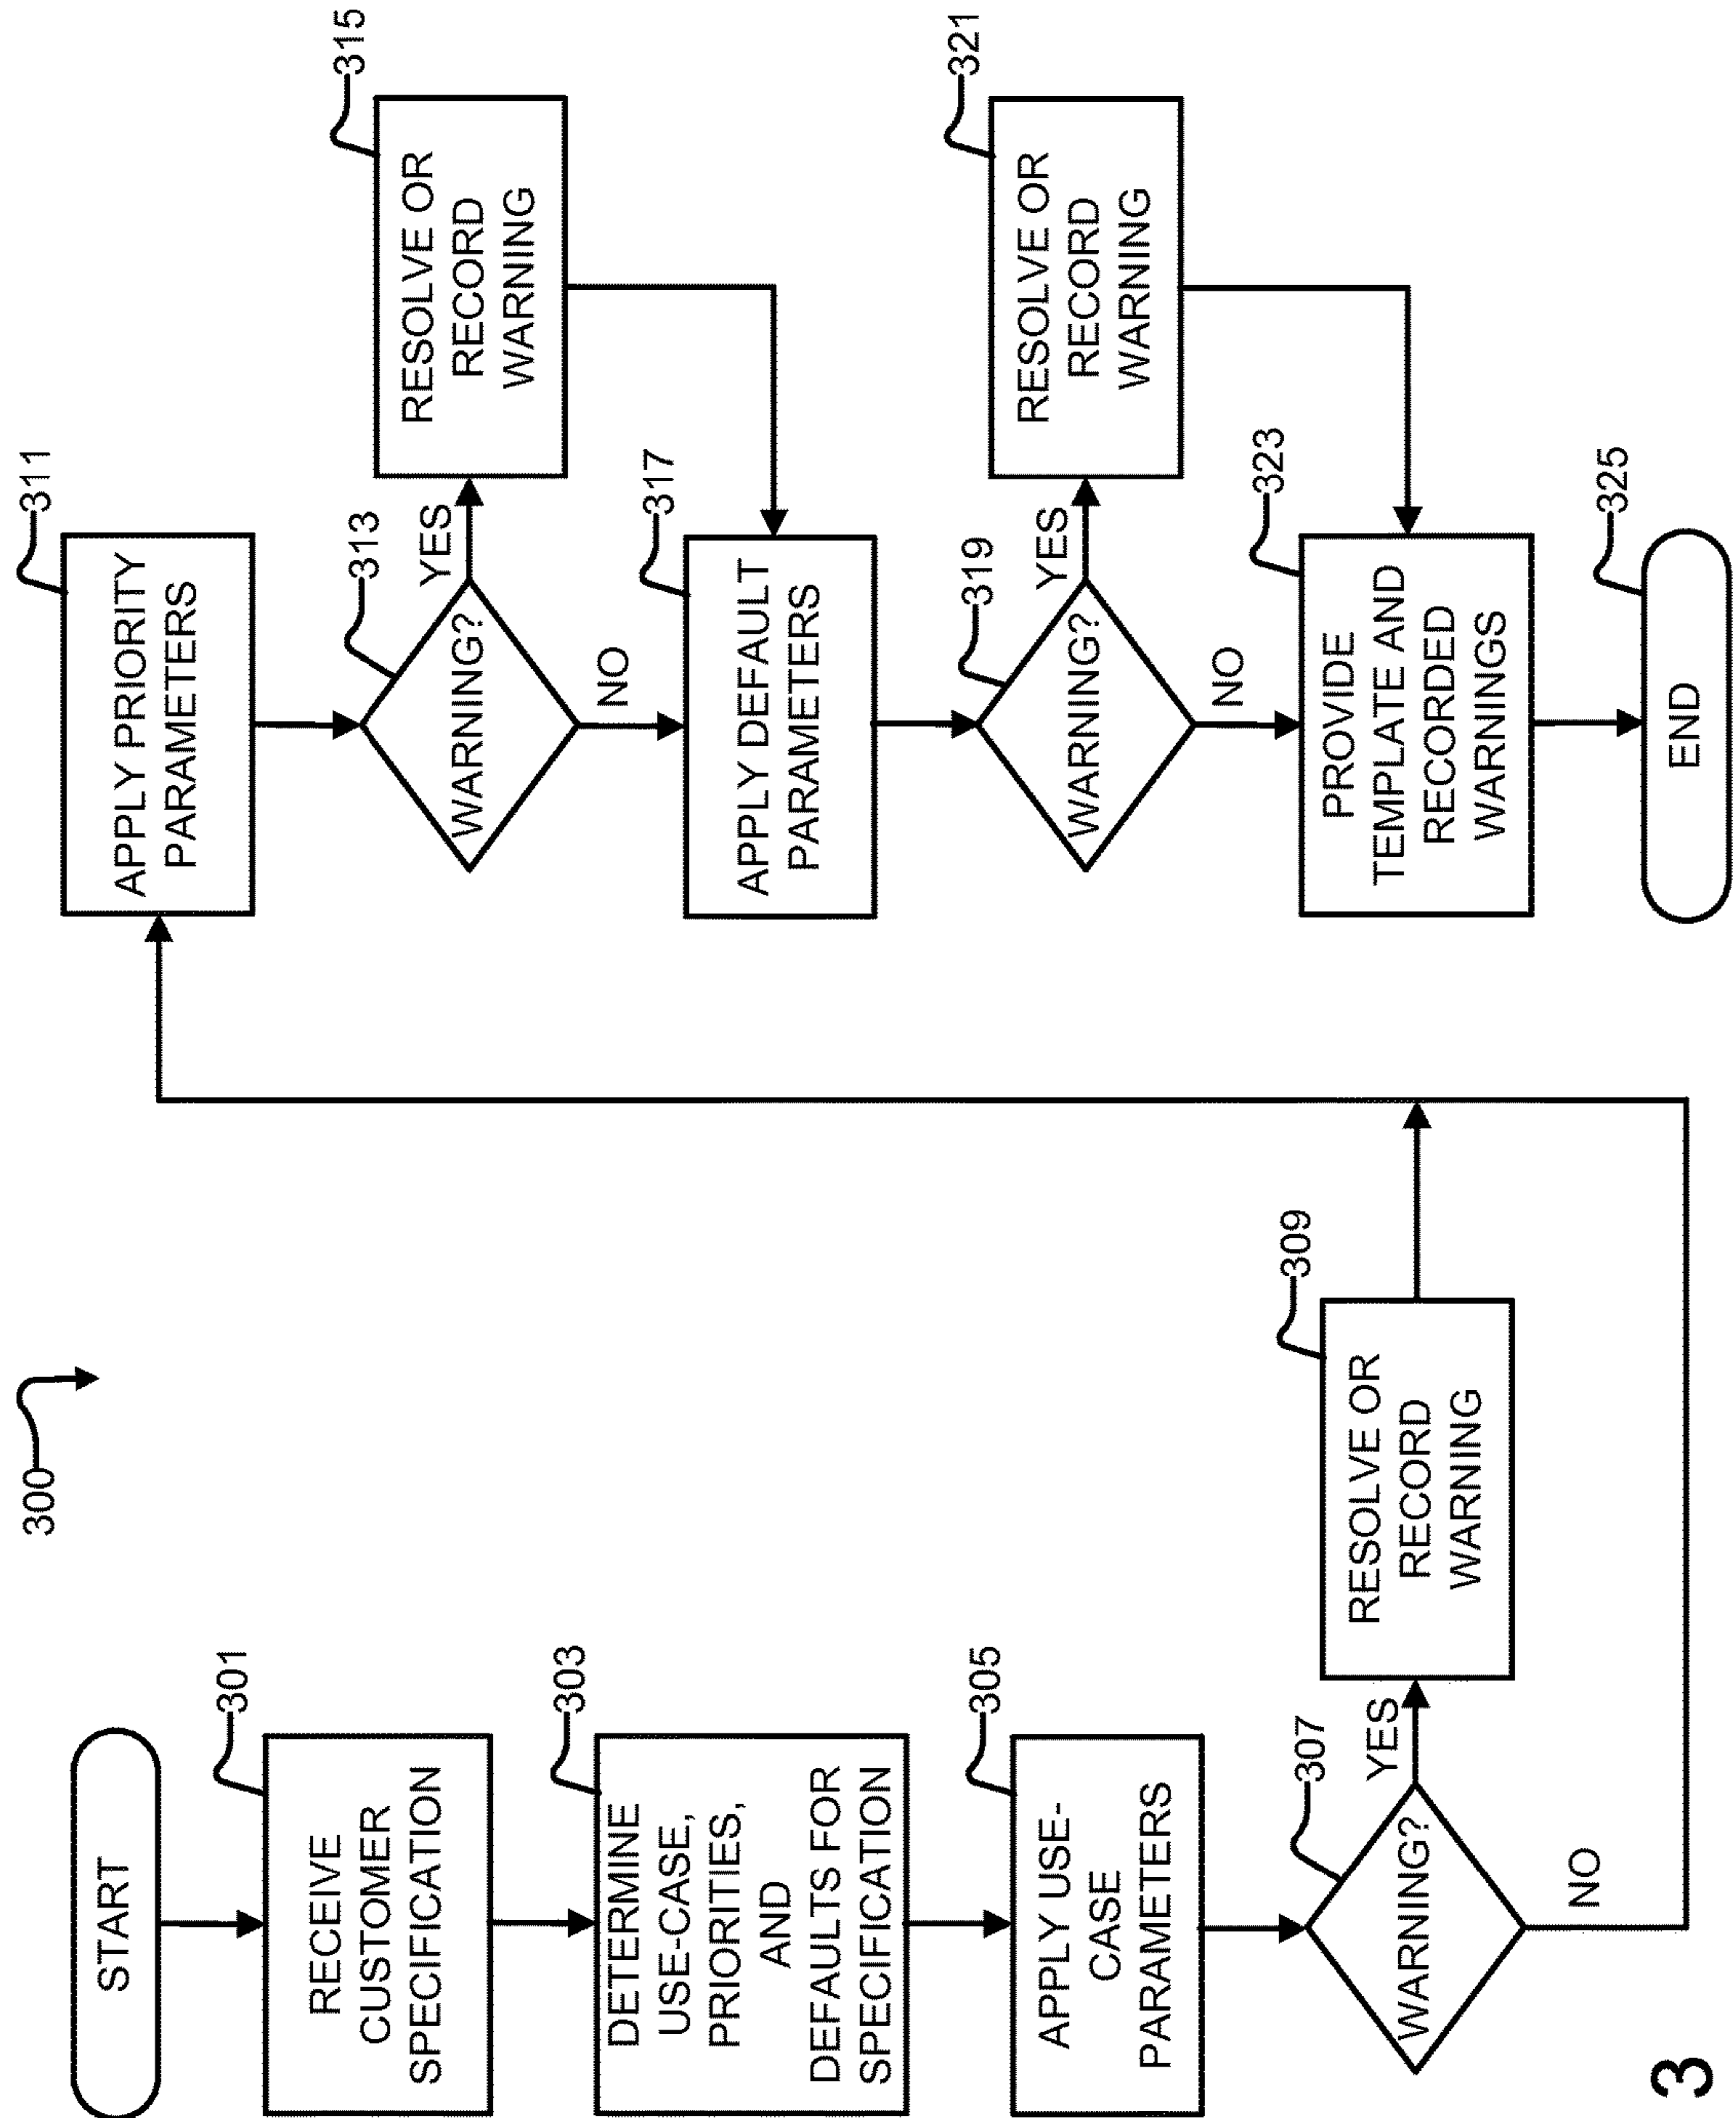 300
START
301
RECEIVE
CUSTOMER
SPECIFICATION
303
DETERMINE
USE-CASE,
PRIORITIES,
AND
DEFAULTS FOR
SPECIFICATION
305
APPLY USE-
CASE
PARAMETERS
307
WARNING?
YES
NO
309
RESOLVE OR
RECORD
WARNING
311
APPLY PRIORITY
PARAMETERS
313
WARNING?
YES
NO
315
RESOLVE OR
RECORD
WARNING
317
APPLY DEFAULT
PARAMETERS
319
WARNING?
YES
NO
321
RESOLVE OR
RECORD
WARNING
323
PROVIDE
TEMPLATE AND
RECORDED
WARNINGS
325
END
3